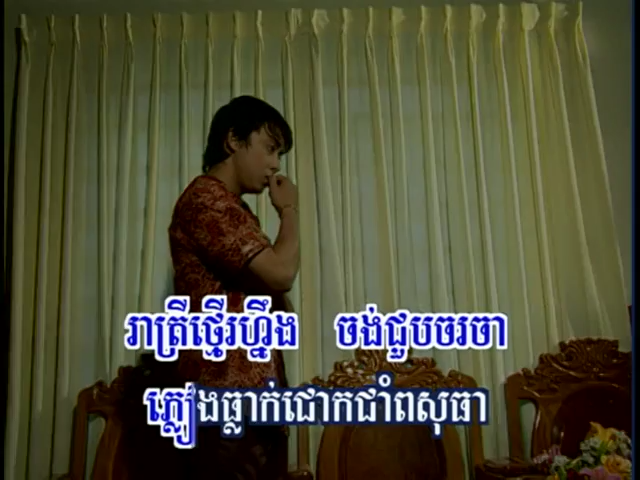 រាត្រីថ្មើរហ្នឹង ចង់ជួបចរចា
ភ្លៀងធ្លាក់ជោកជាំពសុធា